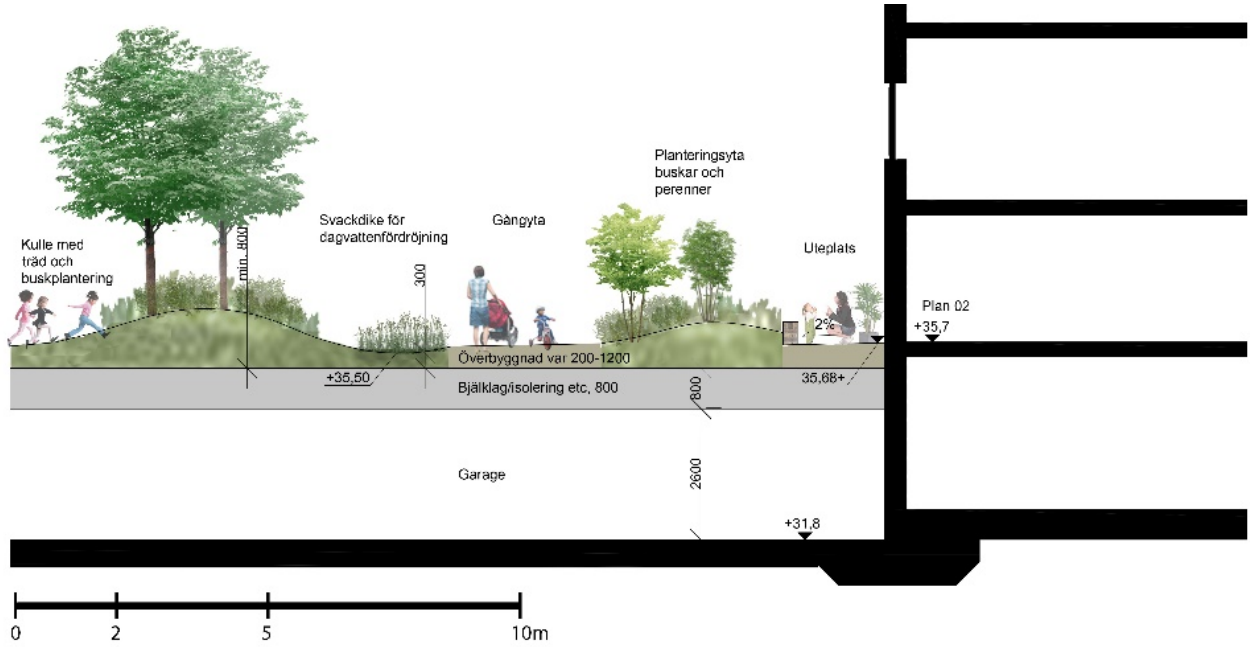 Planteringsyta
buskar och
perenner
Svackdike för
dagvattenfördröjning
Gångyta
Kulle med
träd och
buskplantering
Uteplats
min. 800
300
Plan 02
+35,7
2%
Överbyggnad var 200-1200
+35,50
35,68+
Bjälklag/isolering etc, 800
800
Garage
2600
+31,8
0
2
5
10m